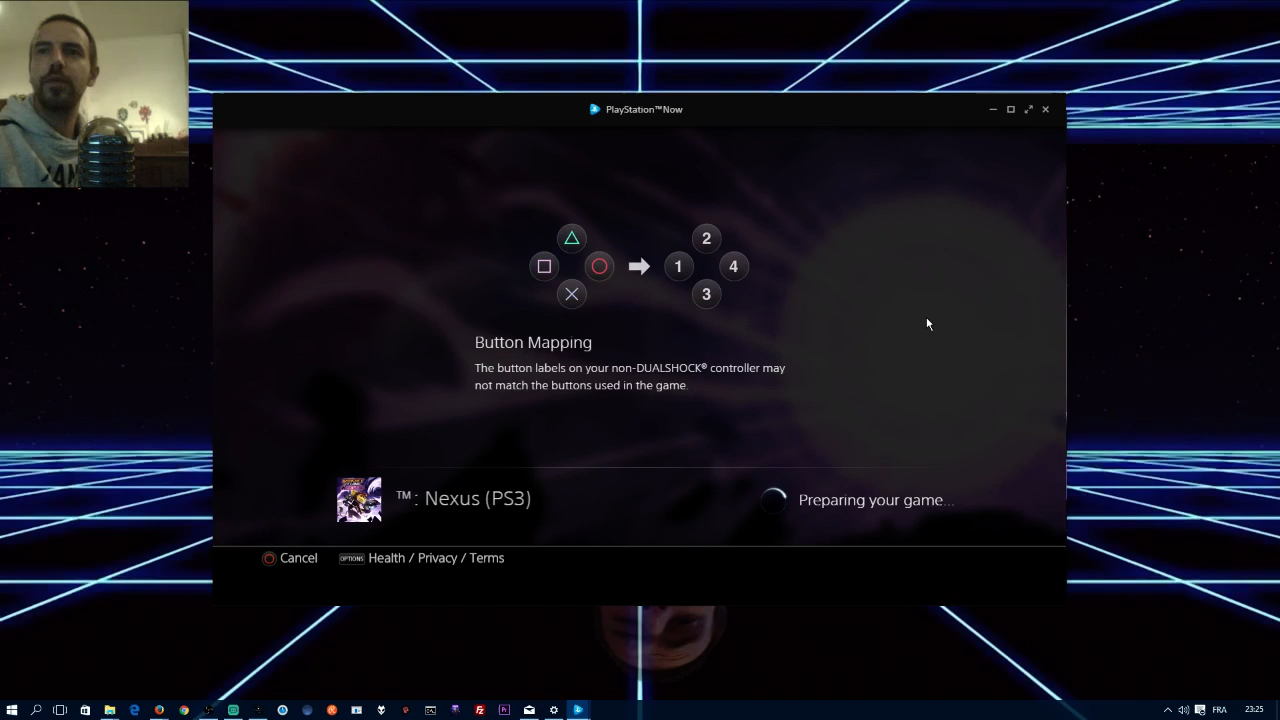 PlayStation™Now
2
1 4
3
Button Mapping
The button labels on your non-DUALSHOCK® controller may
not match the buttons used in the game.
™: Nexus (PS3)
Preparing your game...
Cancel OPTIONS Health / Privacy / Terms
FRA 23:25